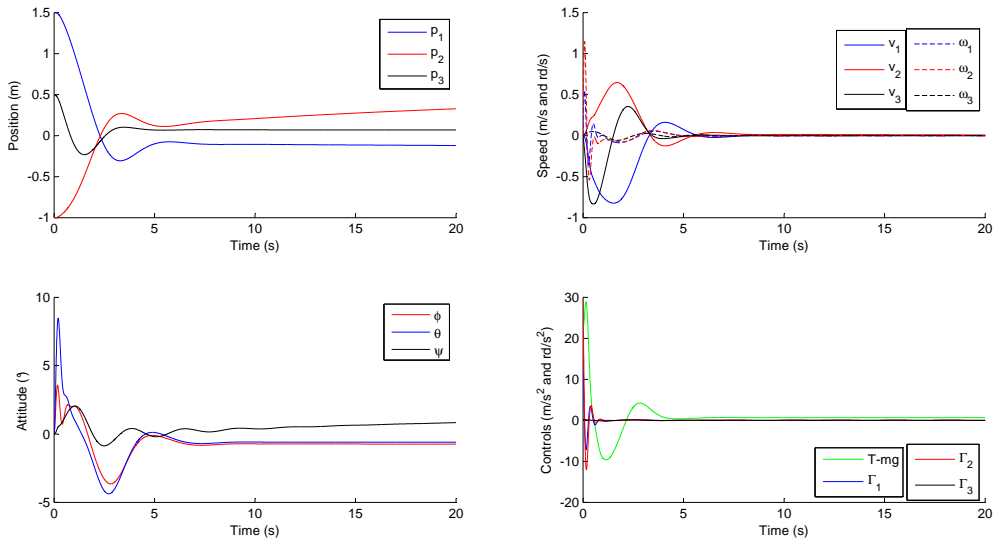 Position (m)
1.5
1
0.5
0
-0.5
-1
0
5
10
15
20
Time (s)
p1
p2
p3
Speed (m/s and rd/s)
1.5
1
0.5
0
-0.5
-1
0
5
10
15
20
Time (s)
v1
v2
v3
ω1
ω2
ω3
Attitude (°)
10
5
0
-5
0
5
10
15
20
Time (s)
ϕ
θ
ψ
Controls (m/s² and rd/s²)
30
20
10
0
-10
-20
0
5
10
15
20
Time (s)
T-mg
Γ1
Γ2
Γ3